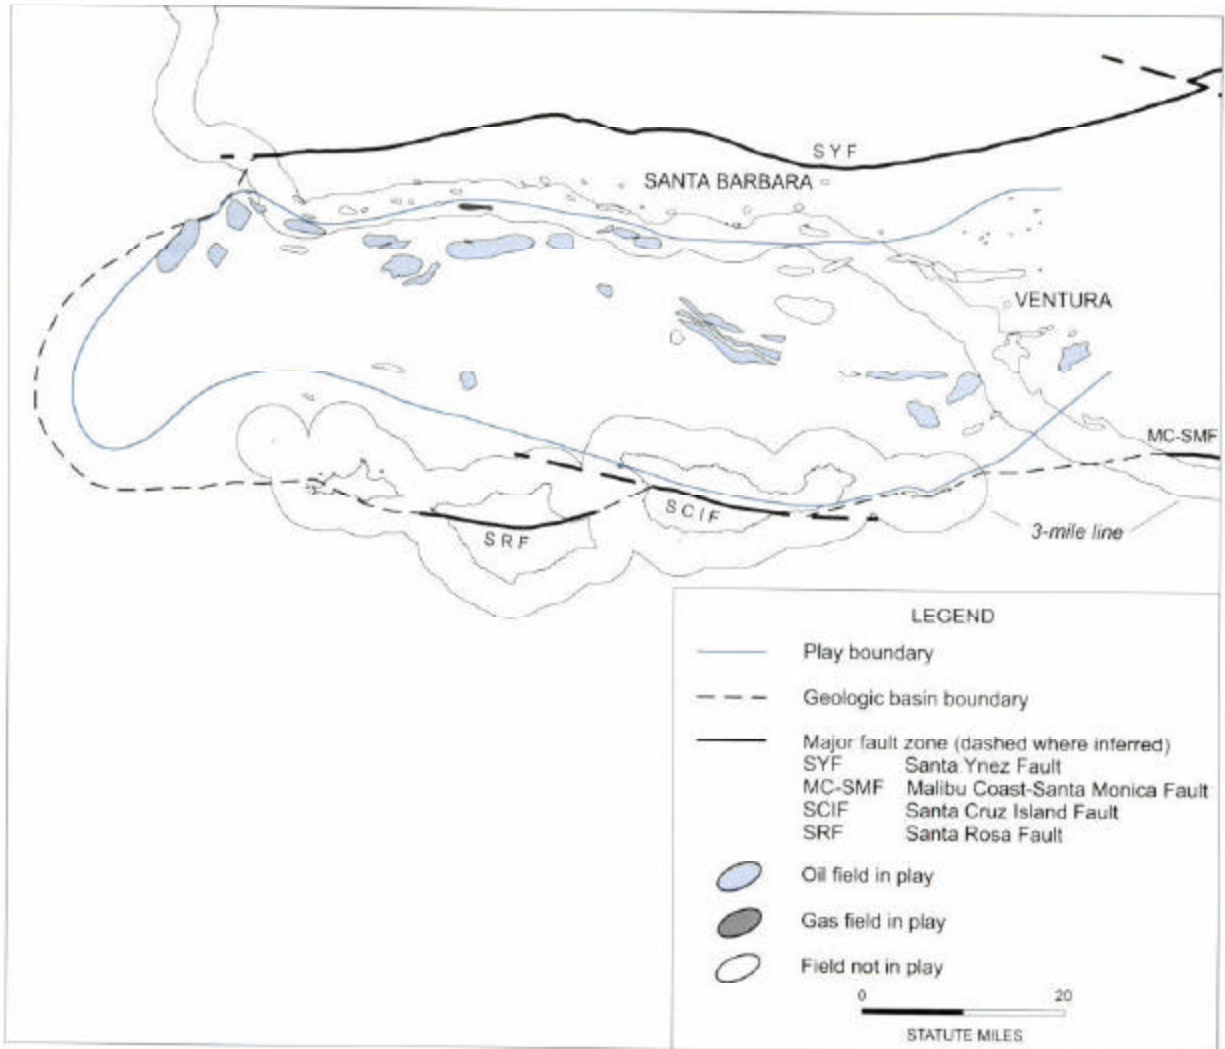 SYF
SANTA BARBARA
VENTURA
MC-SMF
SCIF
SRF
3-mile line
LEGEND
Play boundary
Geologic basin boundary
Major fault zone (dashed where inferred)
SYF Santa Ynez Fault
MC-SMF Malibu Coast-Santa Monica Fault
SCIF Santa Cruz Island Fault
SRF Santa Rosa Fault
Oil field in play
Gas field in play
Field not in play
0 20
STATUTE MILES